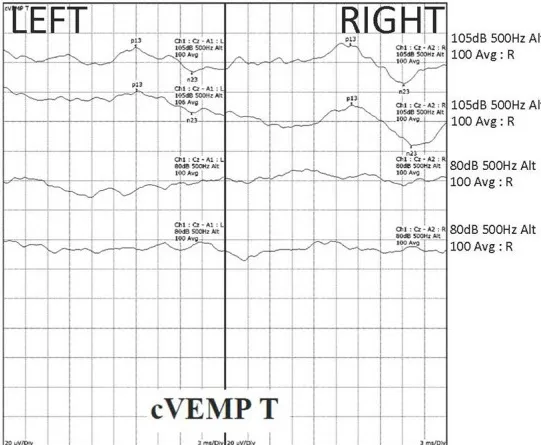 cVEMP T
LEFT
RIGHT
p13
Ch1 : Cz - A1 : L
105dB 500Hz Alt
100 Avg
n23
p13
Ch1 : Cz - A2 : R
105dB 500Hz Alt
100 Avg
n23
105dB 500Hz Alt
100 Avg : R
p13
Ch1 : Cz - A1 : L
105dB 500Hz Alt
106 Avg
n23
p13
Ch1 : Cz - A2 : R
105dB 500Hz Alt
100 Avg
n23
105dB 500Hz Alt
100 Avg : R
Ch1 : Cz - A1 : L
80dB 500Hz Alt
100 Avg
Ch1 : Cz - A2 : R
80dB 500Hz Alt
100 Avg
80dB 500Hz Alt
100 Avg : R
Ch1 : Cz - A1 : L
80dB 500Hz Alt
100 Avg
Ch1 : Cz - A2 : R
80dB 500Hz Alt
100 Avg
80dB 500Hz Alt
100 Avg : R
cVEMP T
20 uV/Div
3 ms/Div
20 uV/Div
3 ms/Div